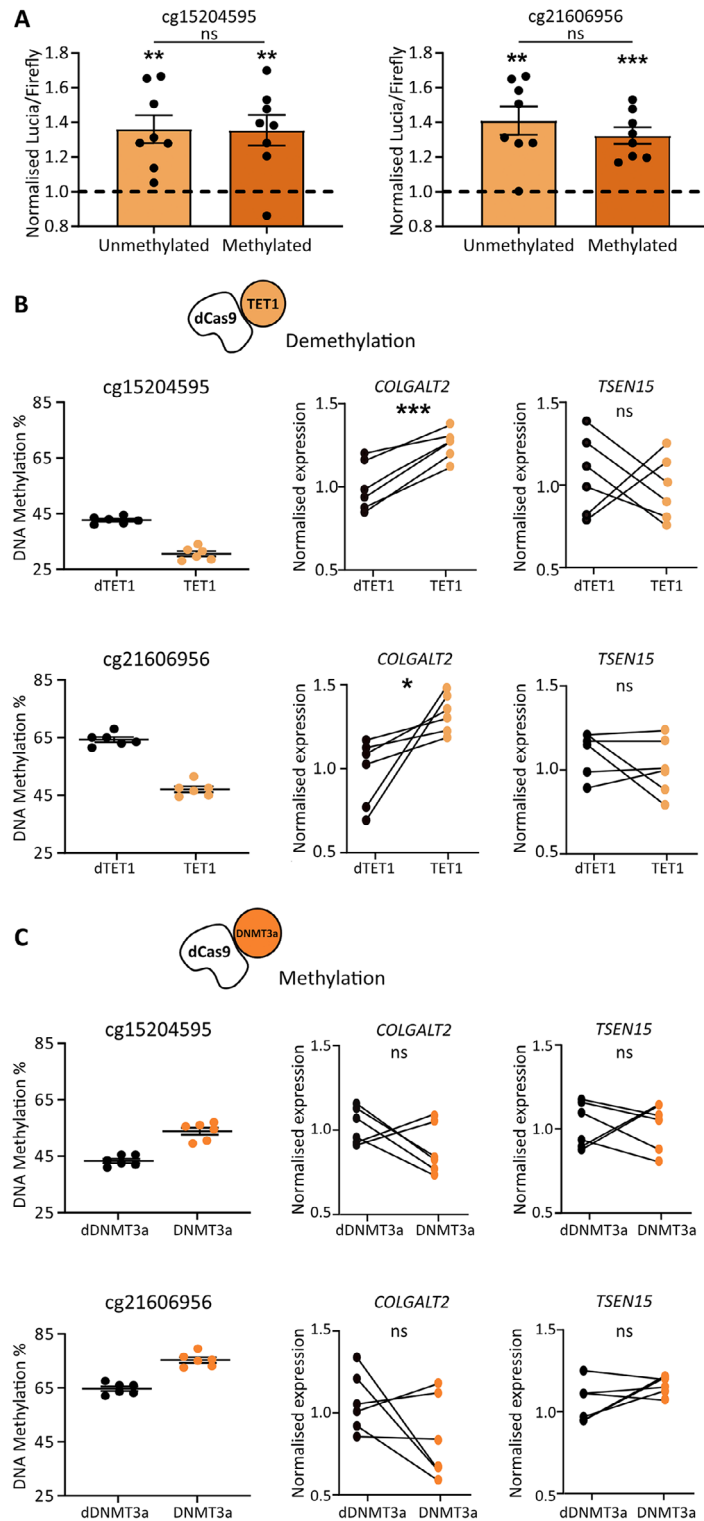 A
cg15204595
cg21606956
ns
ns
**
**
**
***
Normalised Lucia/Firefly
1.8
1.6
1.4
1.2
1.0
0.8
Unmethylated
Methylated
Normalised Lucia/Firefly
1.8
1.6
1.4
1.2
1.0
0.8
Unmethylated
Methylated
B
dCas9
TET1
Demethylation
cg15204595
DNA Methylation %
85
65
45
25
dTET1
TET1
COLGALT2
***
Normalised expression
1.5
1.0
0.5
dTET1
TET1
TSEN15
ns
Normalised expression
1.5
1.0
0.5
dTET1
TET1
cg21606956
DNA Methylation %
85
65
45
25
dTET1
TET1
COLGALT2
*
Normalised expression
1.5
1.0
0.5
dTET1
TET1
TSEN15
ns
Normalised expression
1.5
1.0
0.5
dTET1
TET1
C
dCas9
DNMT3a
Methylation
cg15204595
DNA Methylation %
85
65
45
25
dDNMT3a
DNMT3a
COLGALT2
ns
Normalised expression
1.5
1.0
0.5
dDNMT3a
DNMT3a
TSEN15
ns
Normalised expression
1.5
1.0
0.5
dDNMT3a
DNMT3a
cg21606956
DNA Methylation %
85
65
45
25
dDNMT3a
DNMT3a
COLGALT2
ns
Normalised expression
1.5
1.0
0.5
dDNMT3a
DNMT3a
TSEN15
ns
Normalised expression
1.5
1.0
0.5
dDNMT3a
DNMT3a